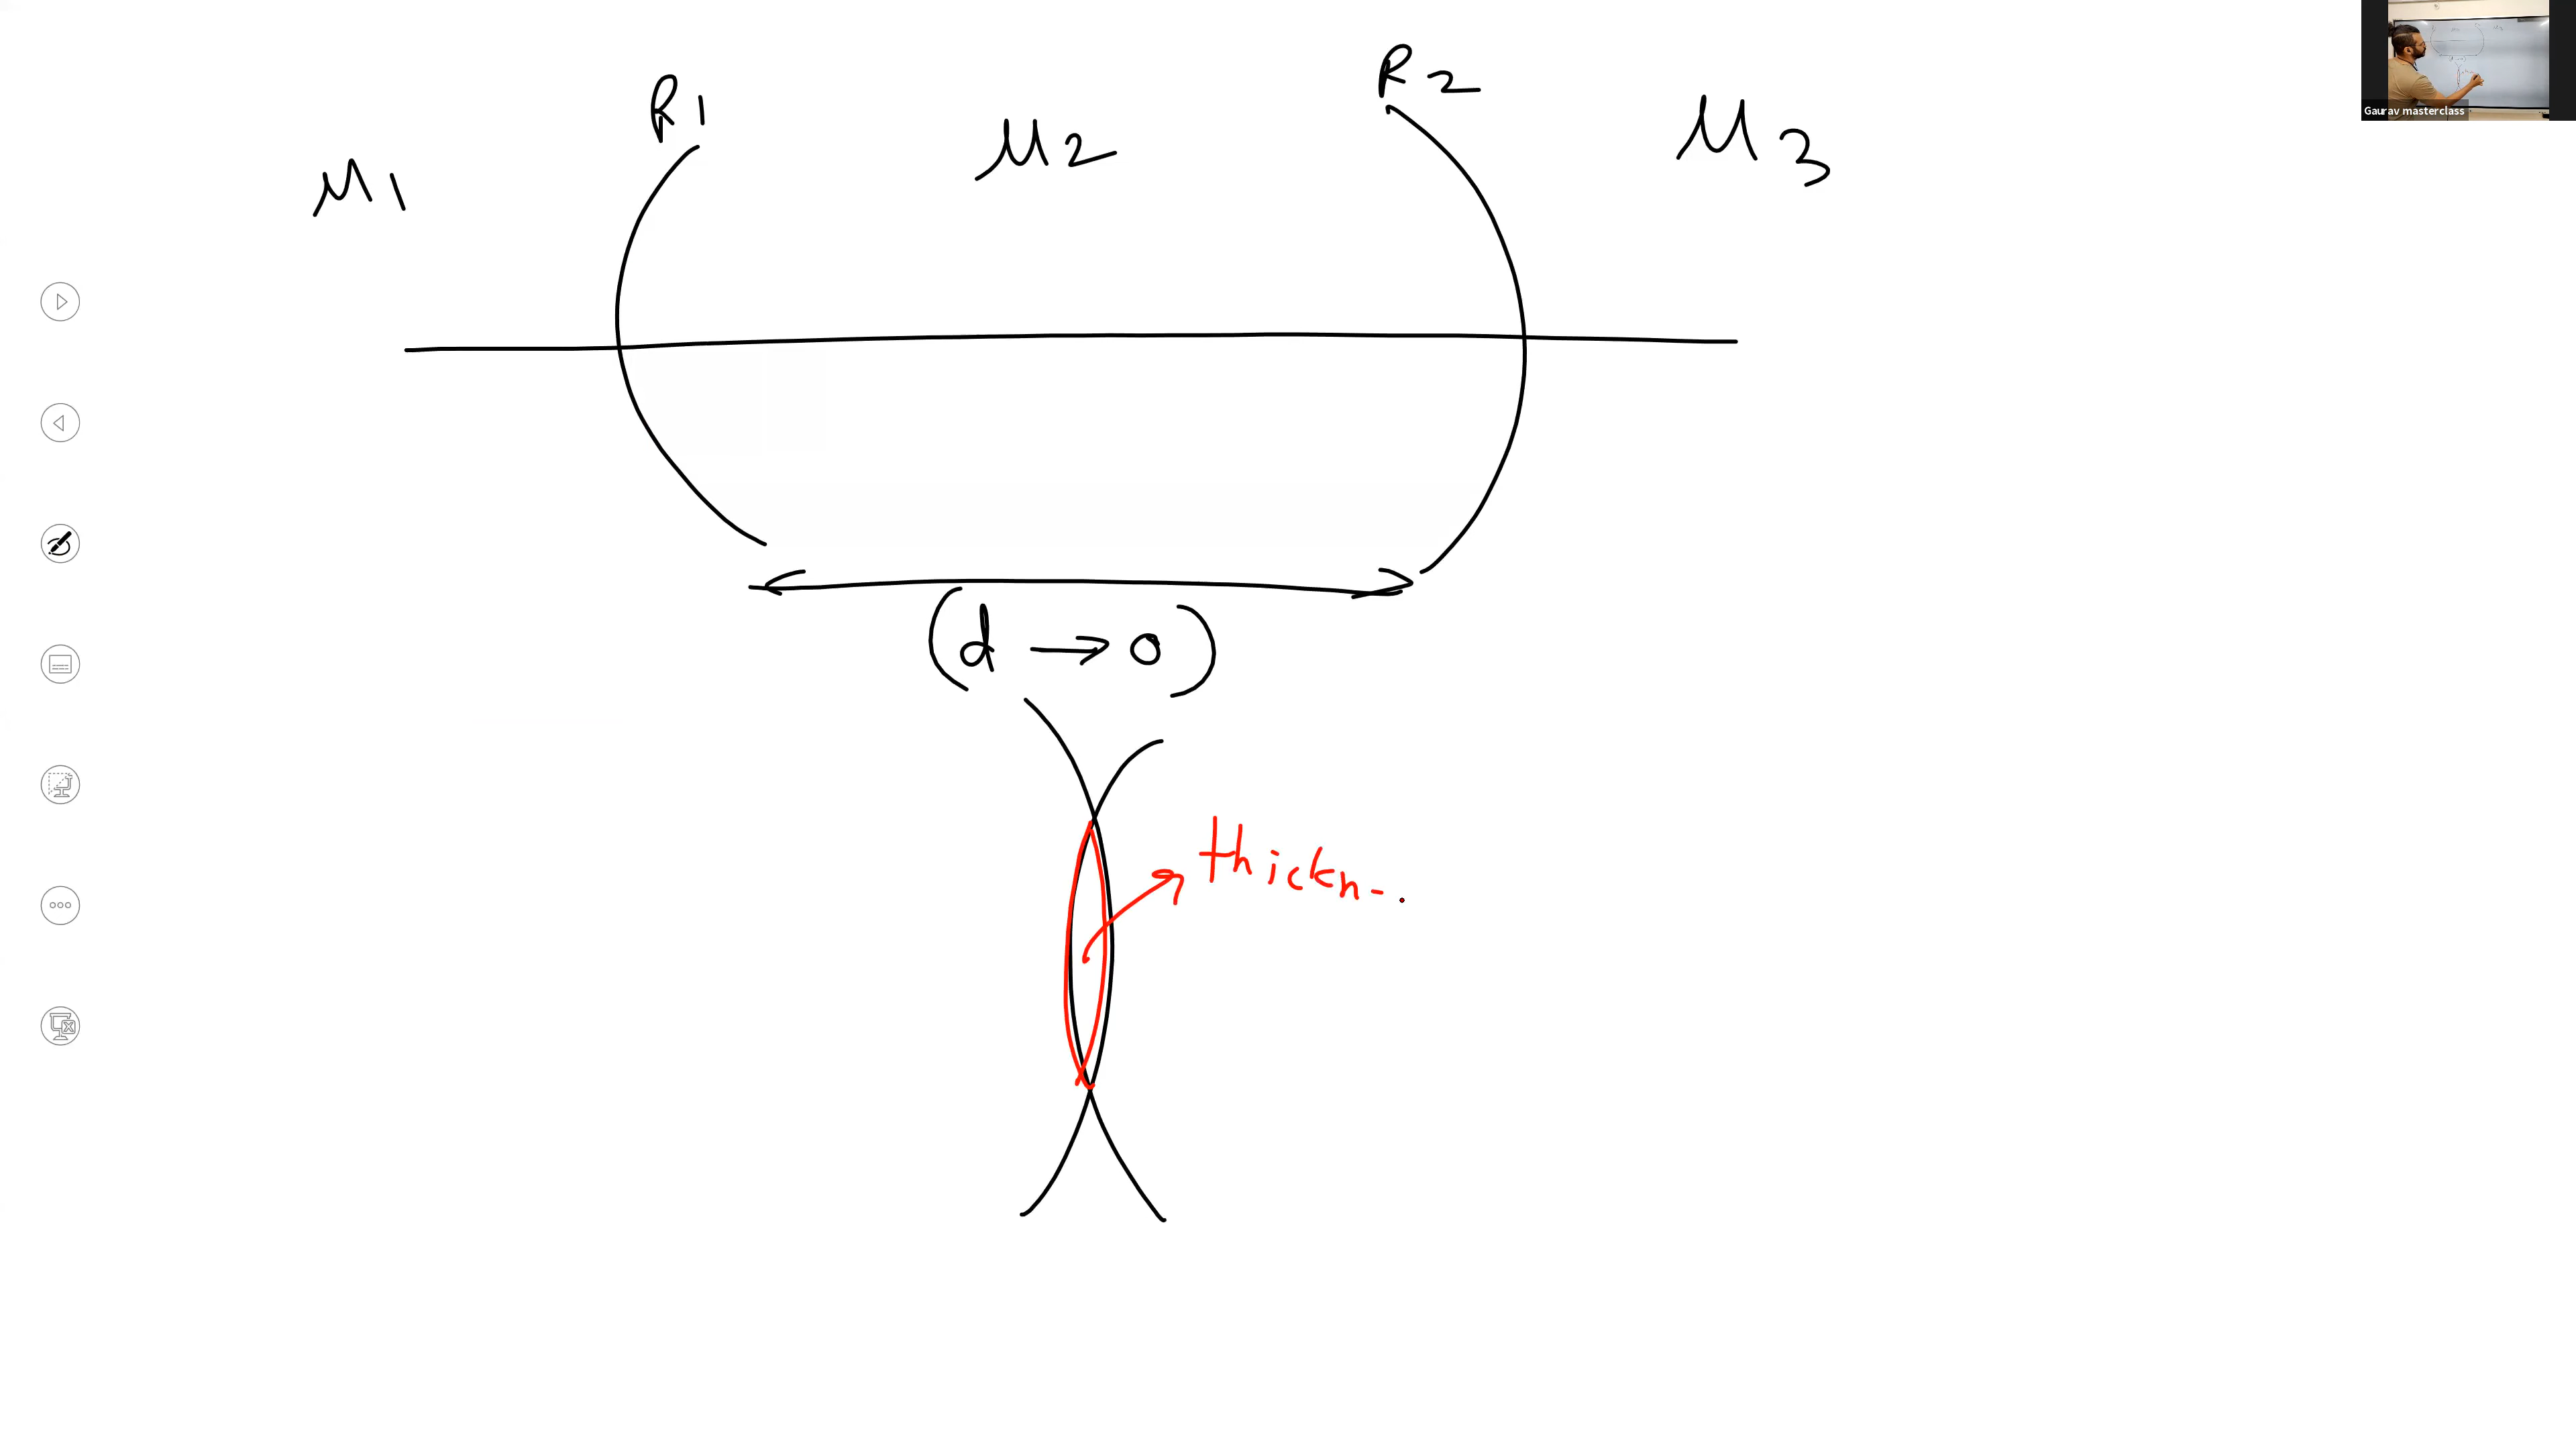 μ1 R1 μ2 R2 μ3
(d → 0)
thickn-.
Gaurav masterclass